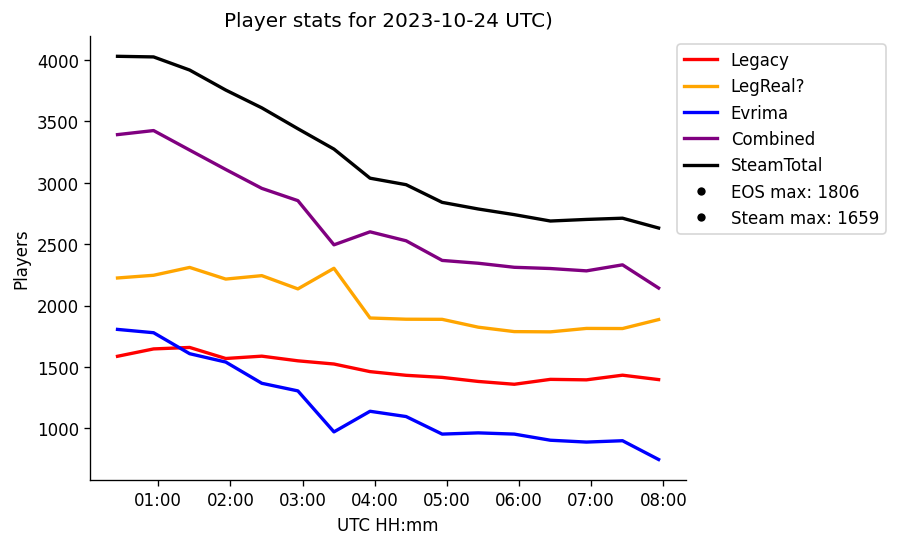 Player stats for 2023-10-24 UTC)
Legacy
LegReal?
Evrima
Combined
SteamTotal
EOS max: 1806
Steam max: 1659
Players
4000
3500
3000
2500
2000
1500
1000
01:00 02:00 03:00 04:00 05:00 06:00 07:00 08:00
UTC HH:mm